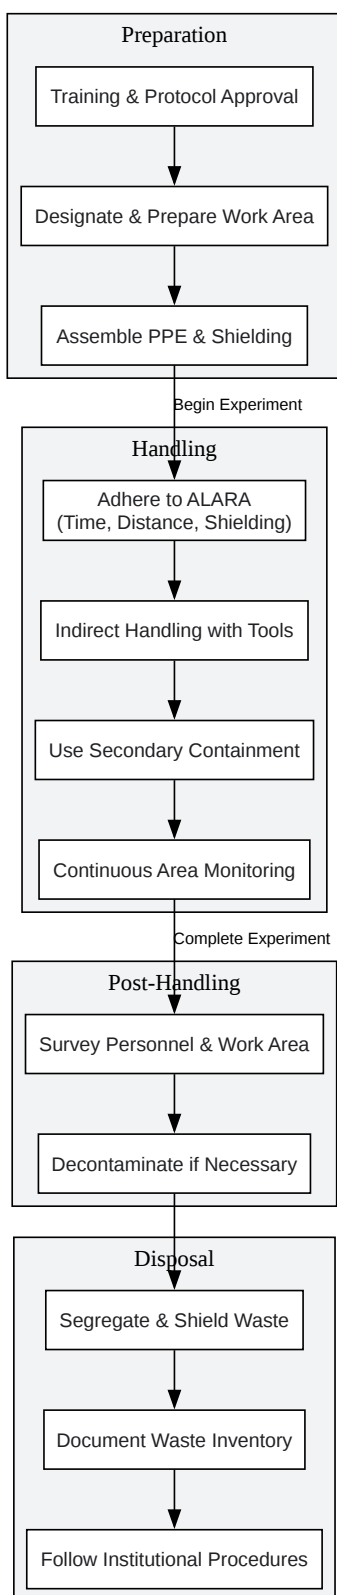 Preparation
Training & Protocol Approval
Designate & Prepare Work Area
Assemble PPE & Shielding
Begin Experiment
Handling
Adhere to ALARA
(Time, Distance, Shielding)
Indirect Handling with Tools
Use Secondary Containment
Continuous Area Monitoring
Complete Experiment
Post-Handling
Survey Personnel & Work Area
Decontaminate if Necessary
Disposal
Segregate & Shield Waste
Document Waste Inventory
Follow Institutional Procedures